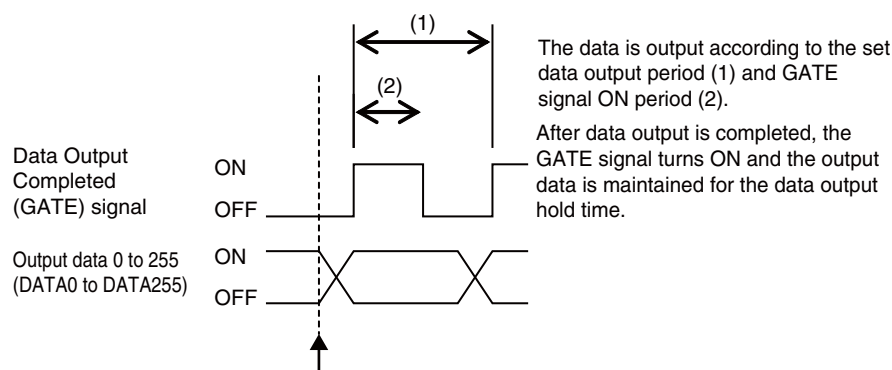 (1)
The data is output according to the set
data output period (1) and GATE
signal ON period (2).
(2)
After data output is completed, the
GATE signal turns ON and the output
data is maintained for the data output
hold time.
Data Output
Completed
(GATE) signal
ON
OFF
Output data 0 to 255
(DATA0 to DATA255)
ON
OFF